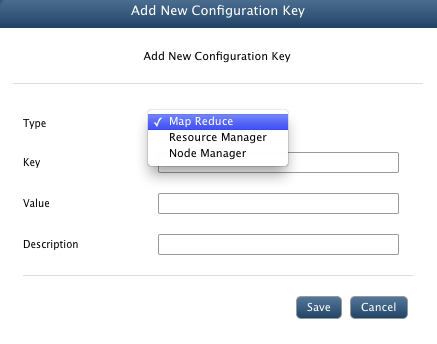 Add New Configuration Key
Add New Configuration Key
Type
✓ Map Reduce
Resource Manager
Node Manager
Key
Value
Description
Save Cancel